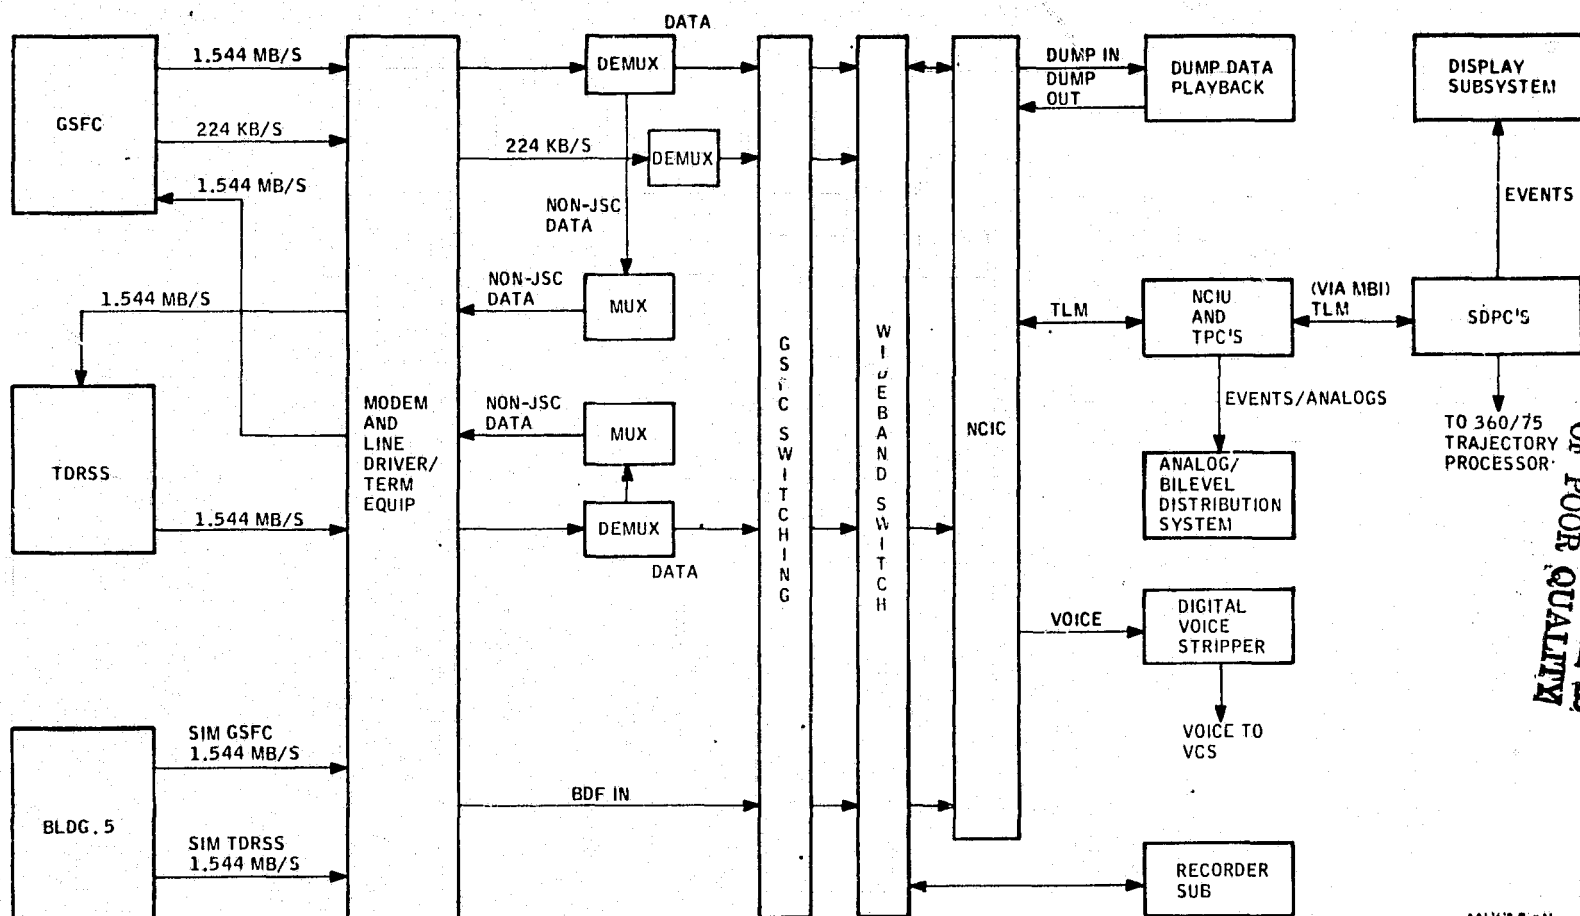 DATA
GSFC
1.544 MB/S
224 KB/S
1.544 MB/S
DEMUX
224 KB/S
DEMUX
NON-JSC
DATA
NON-JSC
DATA
MUX
1.544 MB/S
TDRSS
1.544 MB/S
MODEM
AND
LINE
DRIVER/
TERM
EQUIP
NON-JSC
DATA
MUX
DEMUX
DATA
GSFC SWITCHING
WIDEBAND SWITCH
NCIC
DUMP IN
DUMP
OUT
DUMP DATA
PLAYBACK
DISPLAY
SUBSYSTEM
EVENTS
TLM
NCIU
AND
TPC'S
(VIA MBI)
TLM
SDPC'S
EVENTS/ANALOGS
TO 360/75
TRAJECTORY
PROCESSOR
ANALOG/
BILEVEL
DISTRIBUTION
SYSTEM
OF POOR QUALITY
VOICE
DIGITAL
VOICE
STRIPPER
VOICE TO
VCS
BLDG. 5
SIM GSFC
1.544 MB/S
SIM TDRSS
1.544 MB/S
BDF IN
RECORDER
SUB